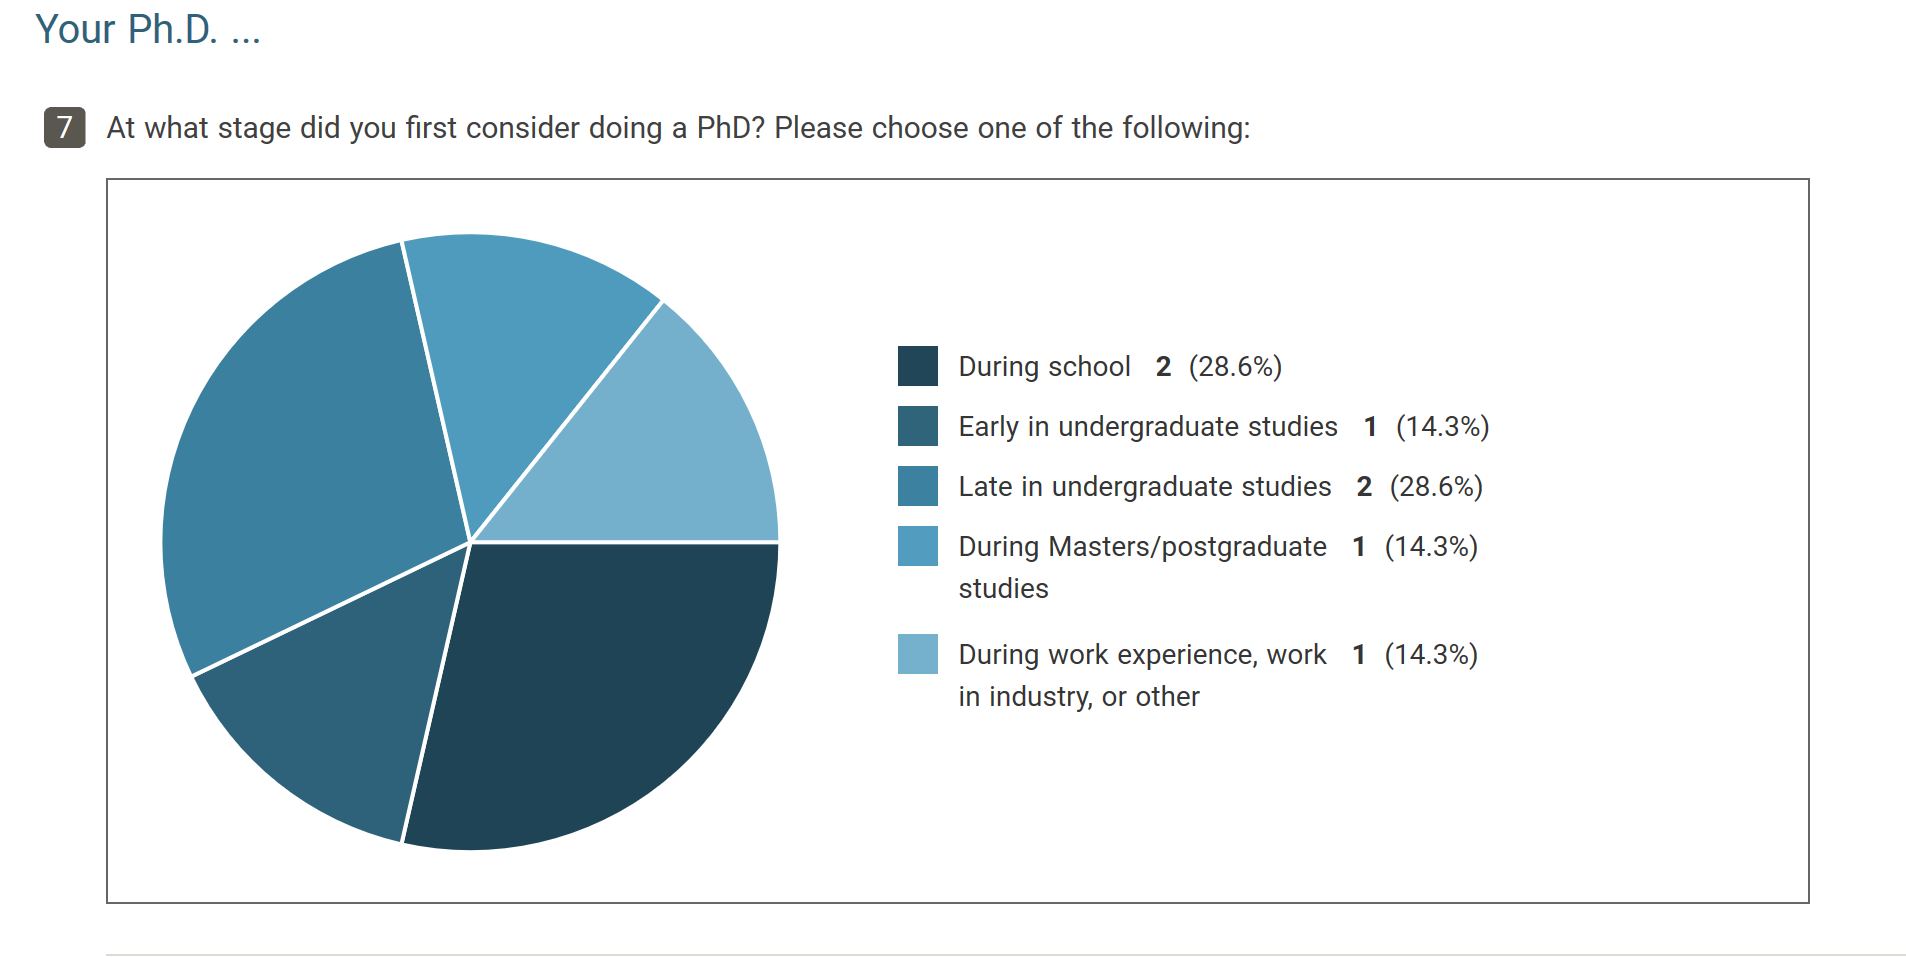 Your Ph.D. ...
7 At what stage did you first consider doing a PhD? Please choose one of the following:
During school 2 (28.6%)
Early in undergraduate studies 1 (14.3%)
Late in undergraduate studies 2 (28.6%)
During Masters/postgraduate 1 (14.3%)
studies
During work experience, work 1 (14.3%)
in industry, or other